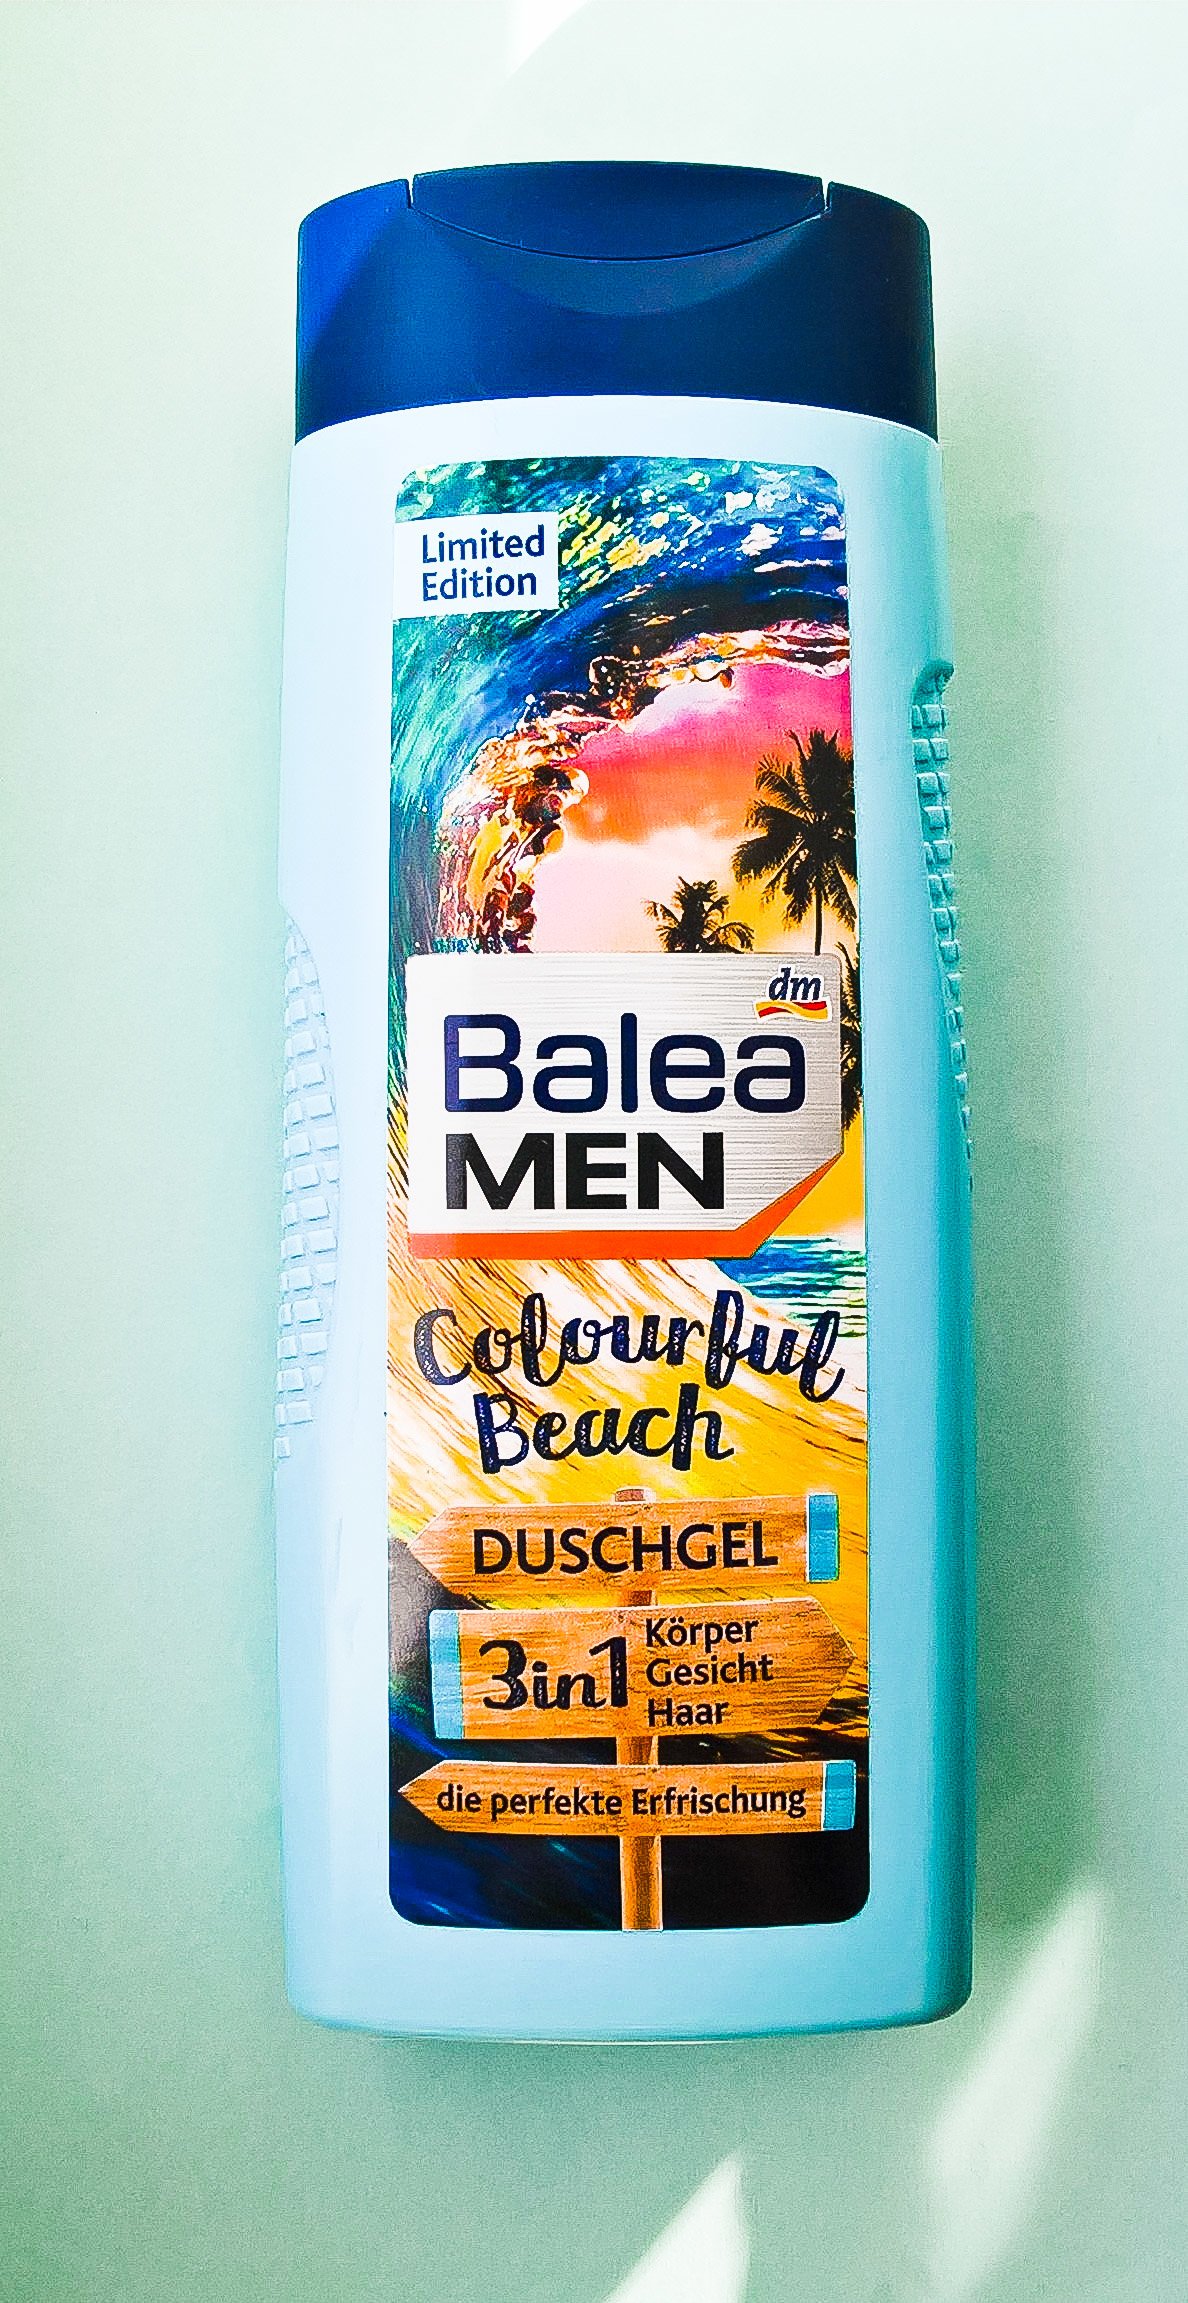 Limited
Edition
dm
Balea
MEN
Colourful
Beach
DUSCHGEL
3in1
Körper
Gesicht
Haar
die perfekte Erfrischung